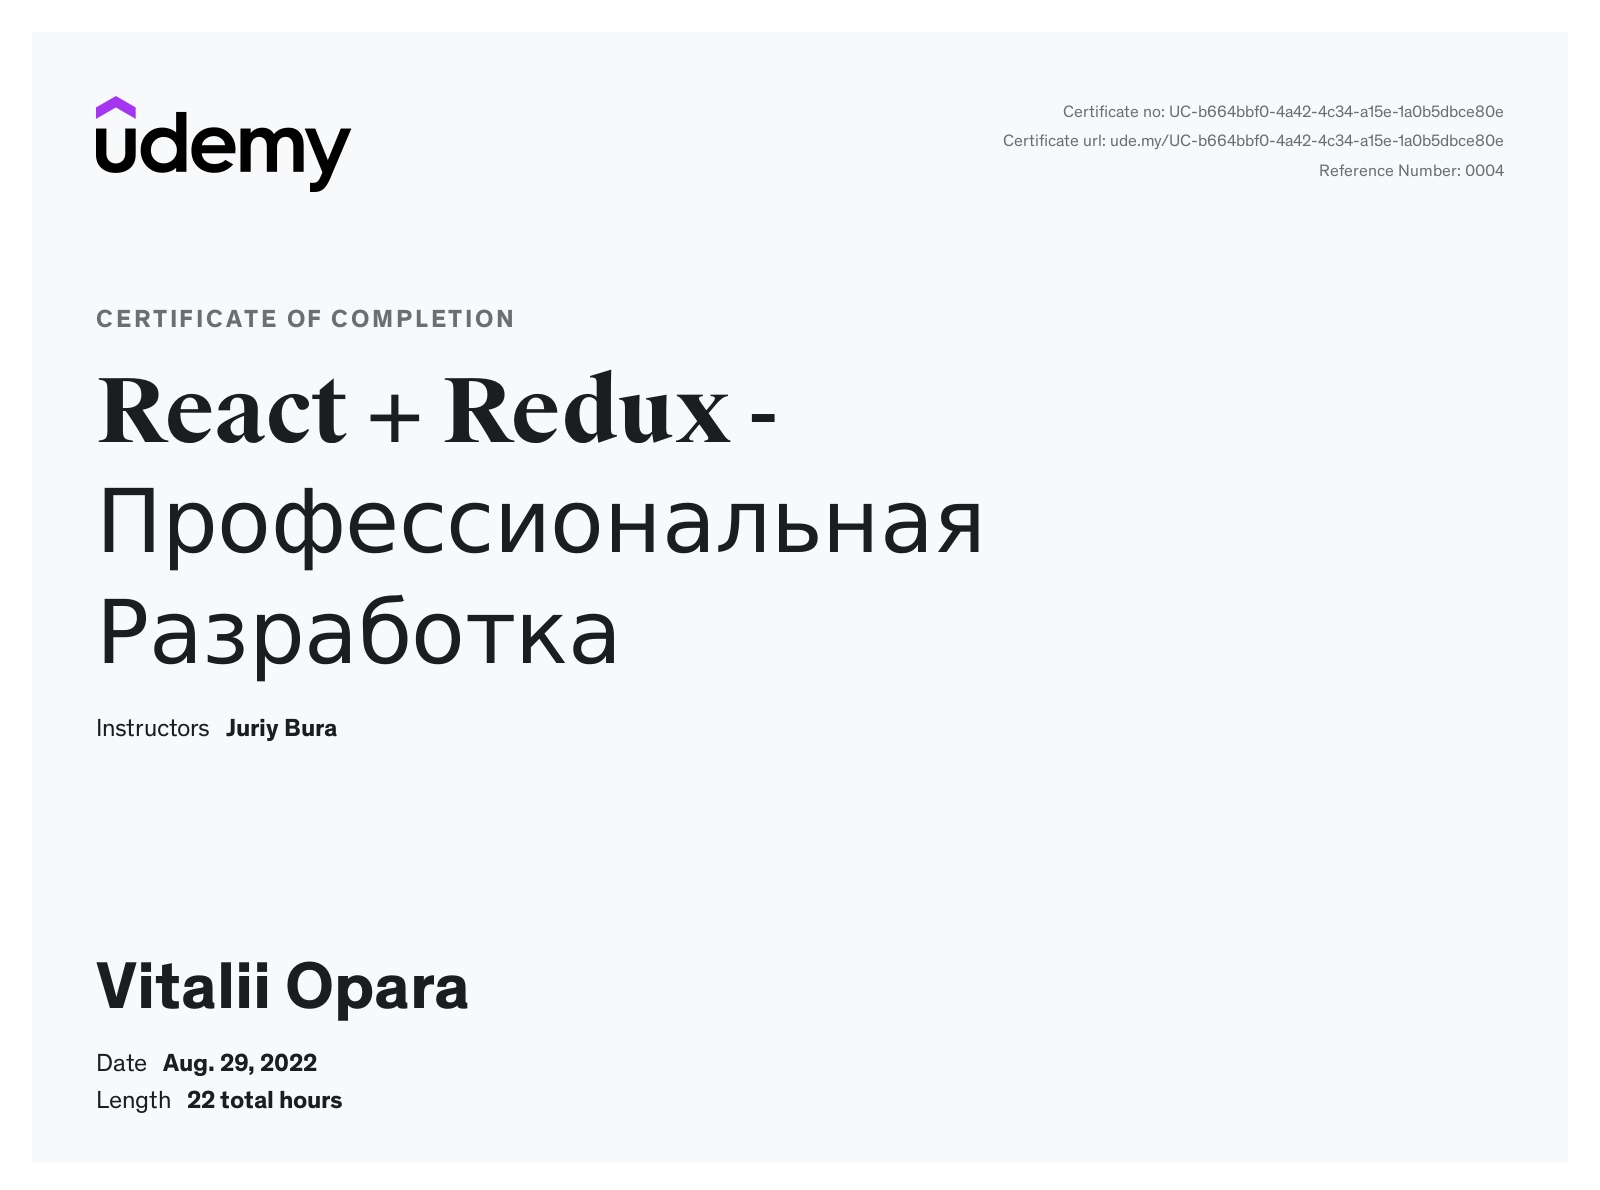 udemy
Certificate no: UC-b664bbf0-4a42-4c34-a15e-1a0b5dbce80e
Certificate url: ude.my/UC-b664bbf0-4a42-4c34-a15e-1a0b5dbce80e
Reference Number: 0004
CERTIFICATE OF COMPLETION
React + Redux -
Профессиональная
Разработка
Instructors Juriy Bura
Vitalii Opara
Date Aug. 29, 2022
Length 22 total hours